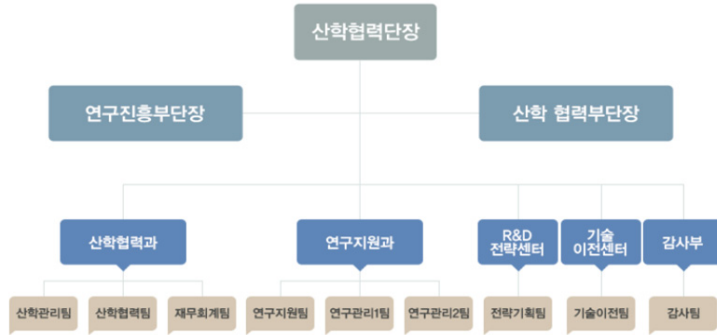 산학협력단장
연구진흥부단장
산학 협력부단장
산학협력과
연구지원과
R&D
전략센터
기술
이전센터
감사부
산학관리팀
산학협력팀
재무회계팀
연구지원팀
연구관리1팀
연구관리2팀
전략기획팀
기술이전팀
감사팀